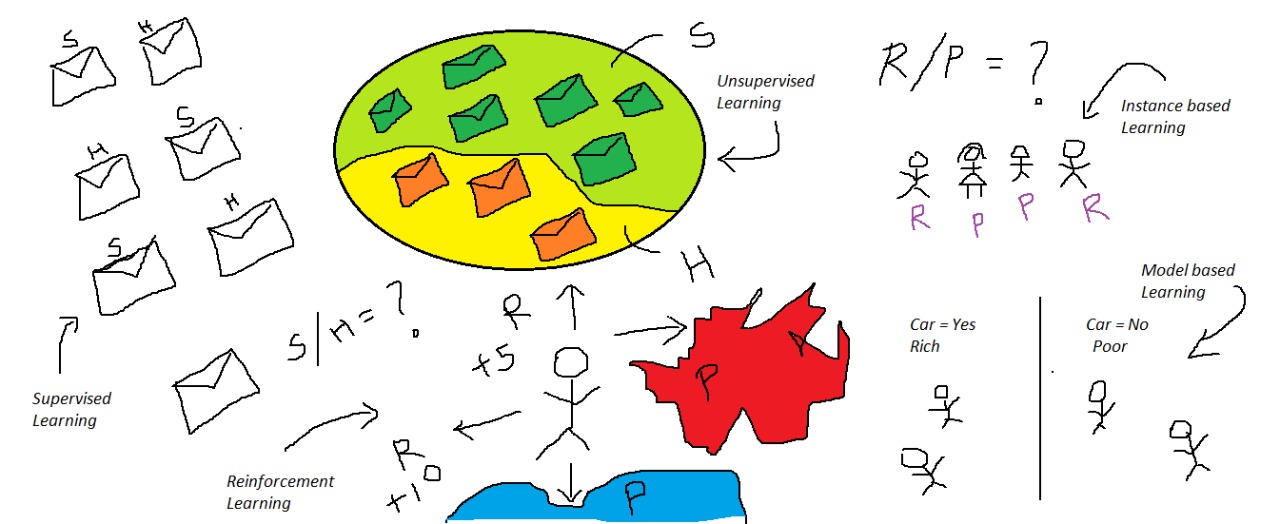 S
H
H
S
S
H
S/H = ?
Supervised
Learning
S
H
Unsupervised
Learning
R
+5
R
+10
P
P
P
Reinforcement
Learning
R/P = ?
Instance based
Learning
R P P R
Model based
Learning
Car = Yes
Rich
Car = No
Poor